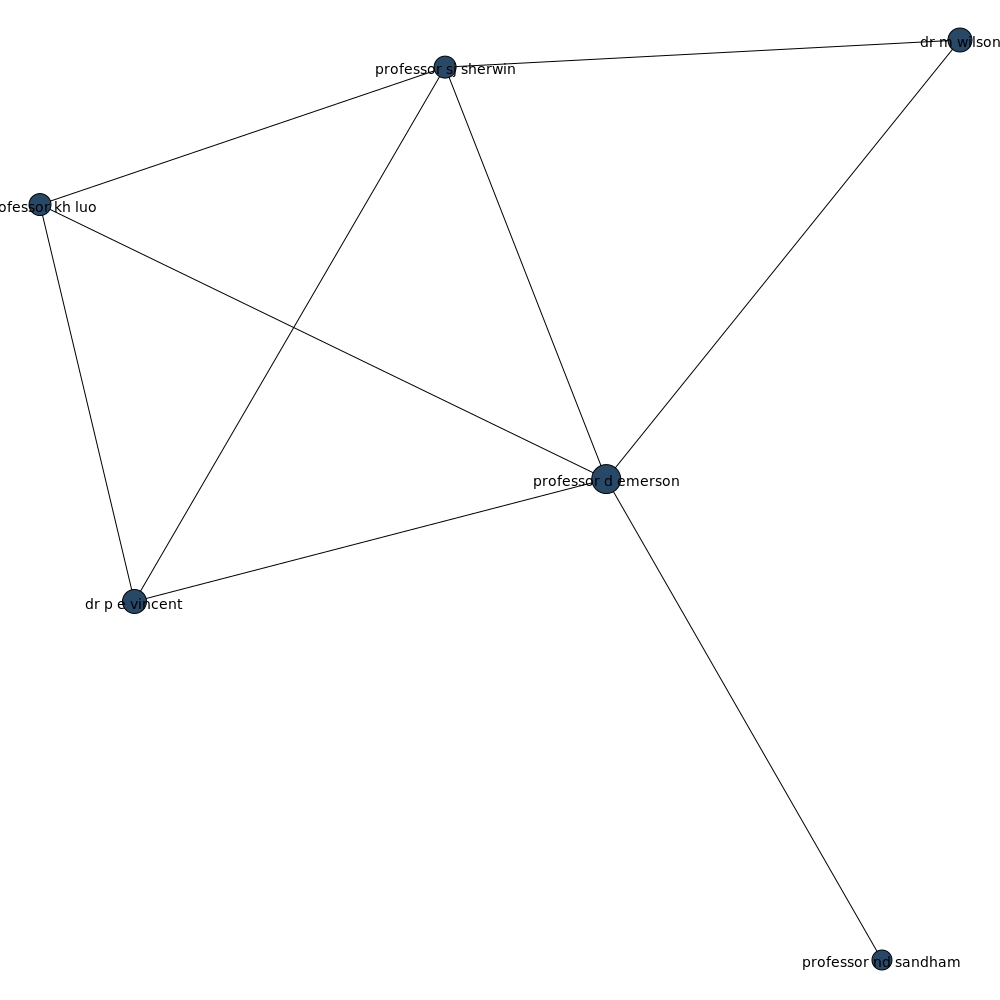 dr m wilson
professor sj sherwin
ofessor kh luo
professor d emerson
dr p e vincent
professor nd sandham